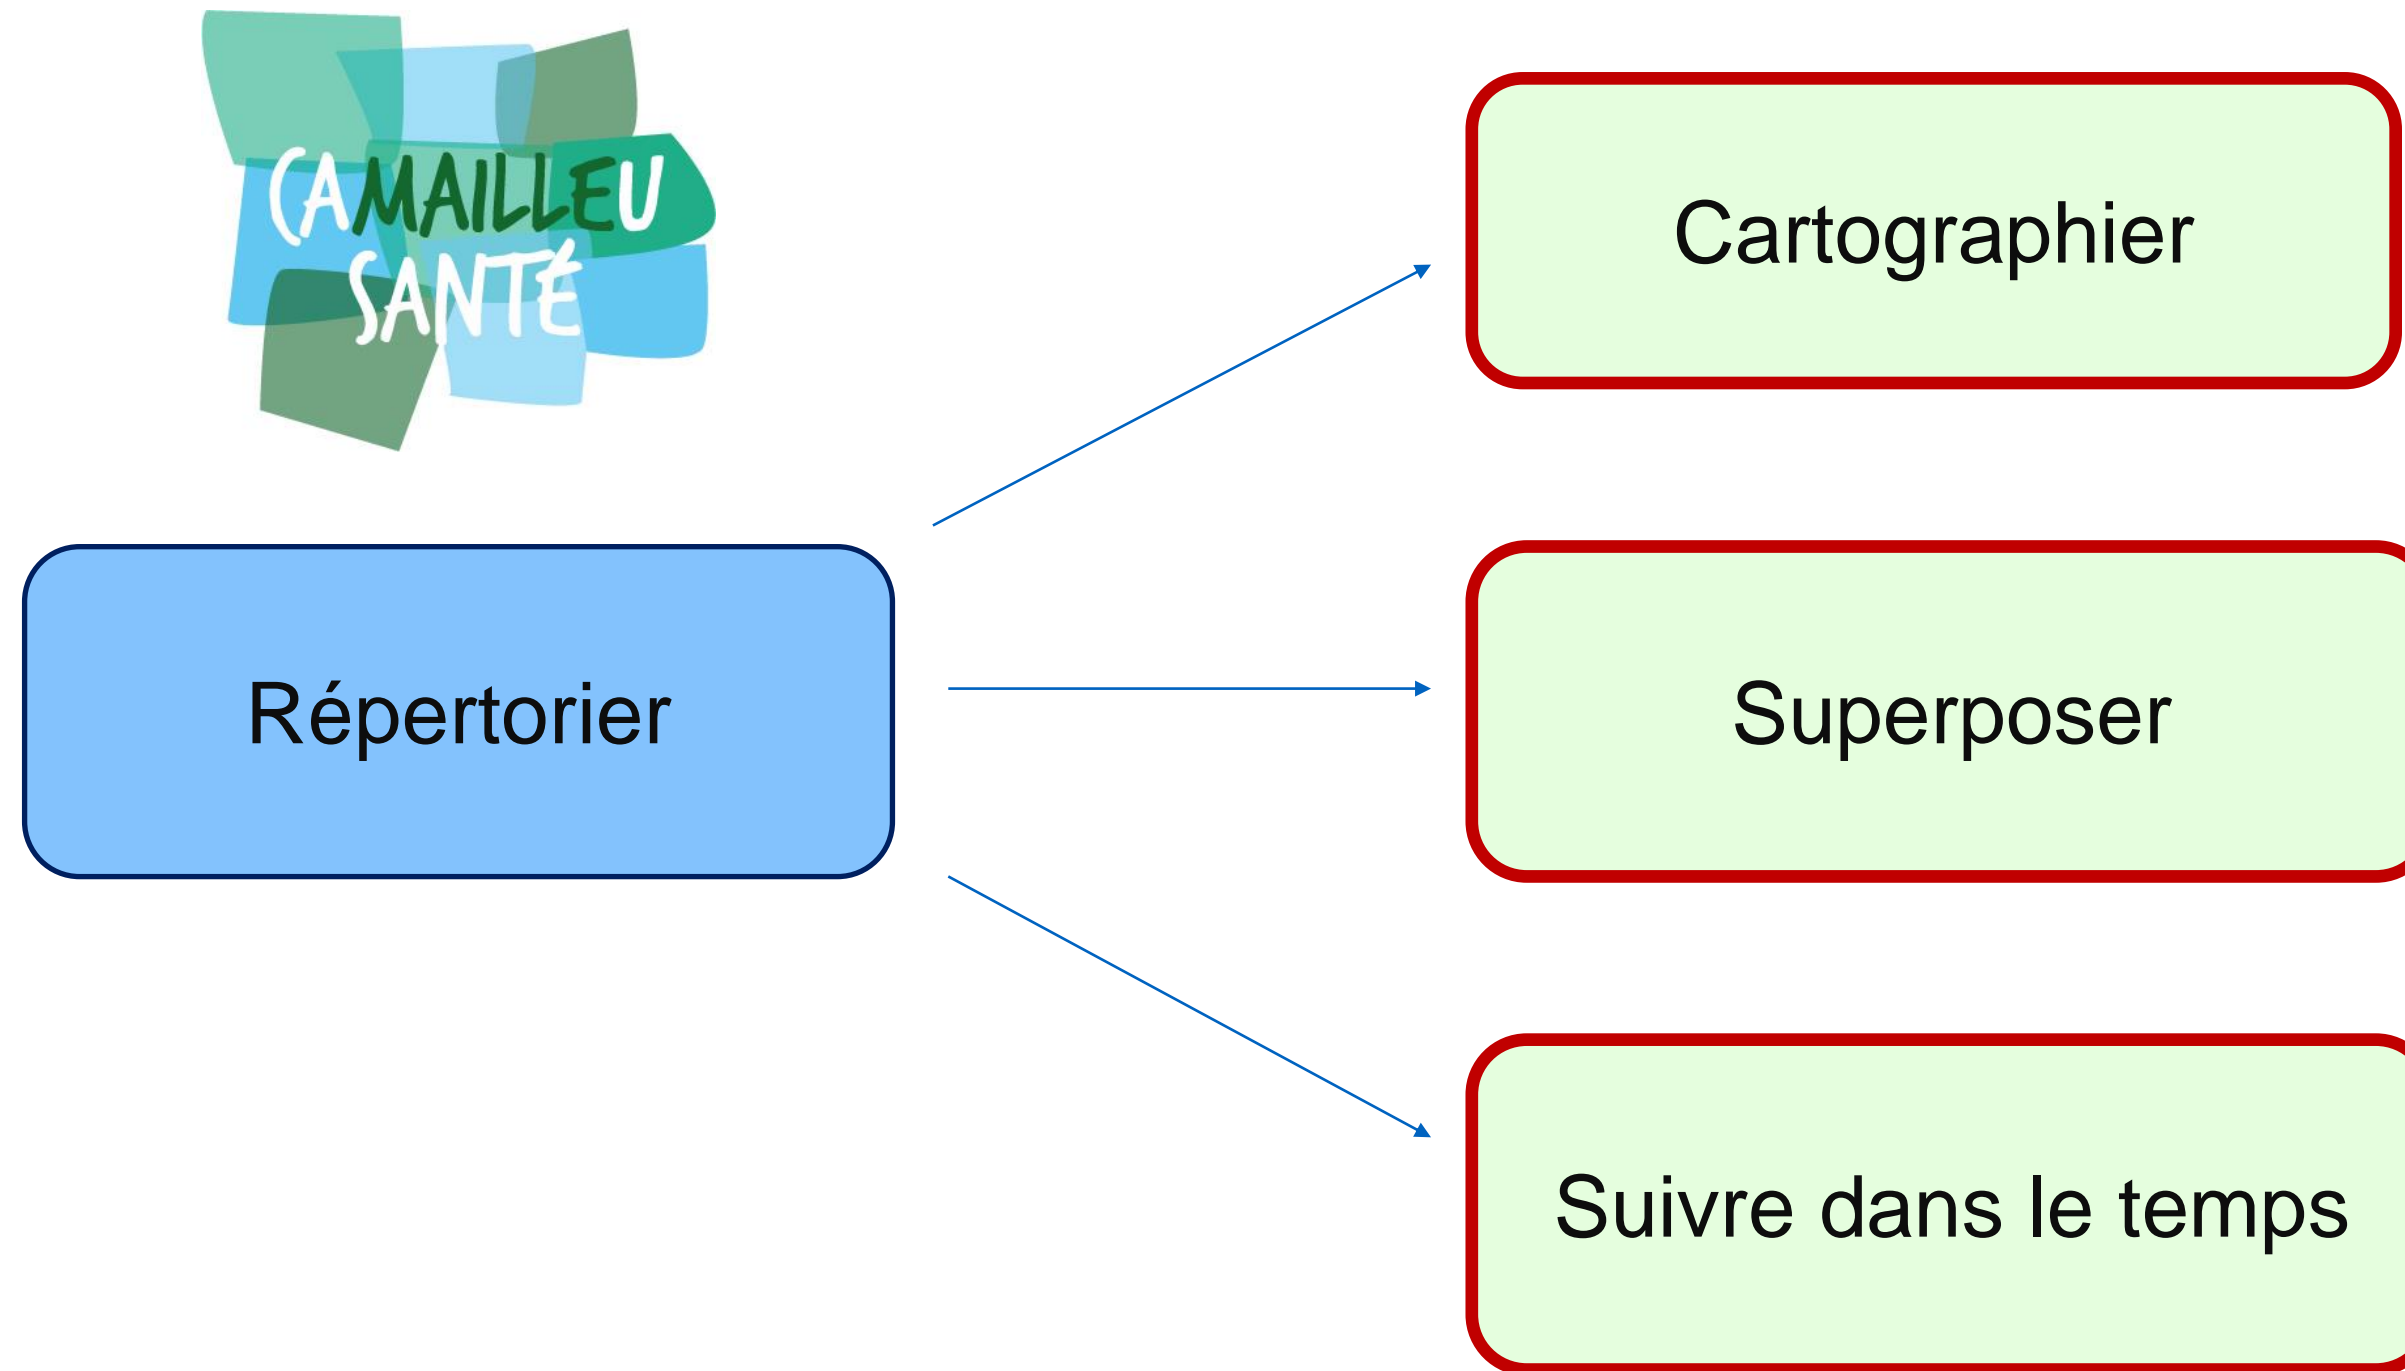 CAMAILLEU
SANTÉ
Cartographier
Répertorier
Superposer
Suivre dans le temps